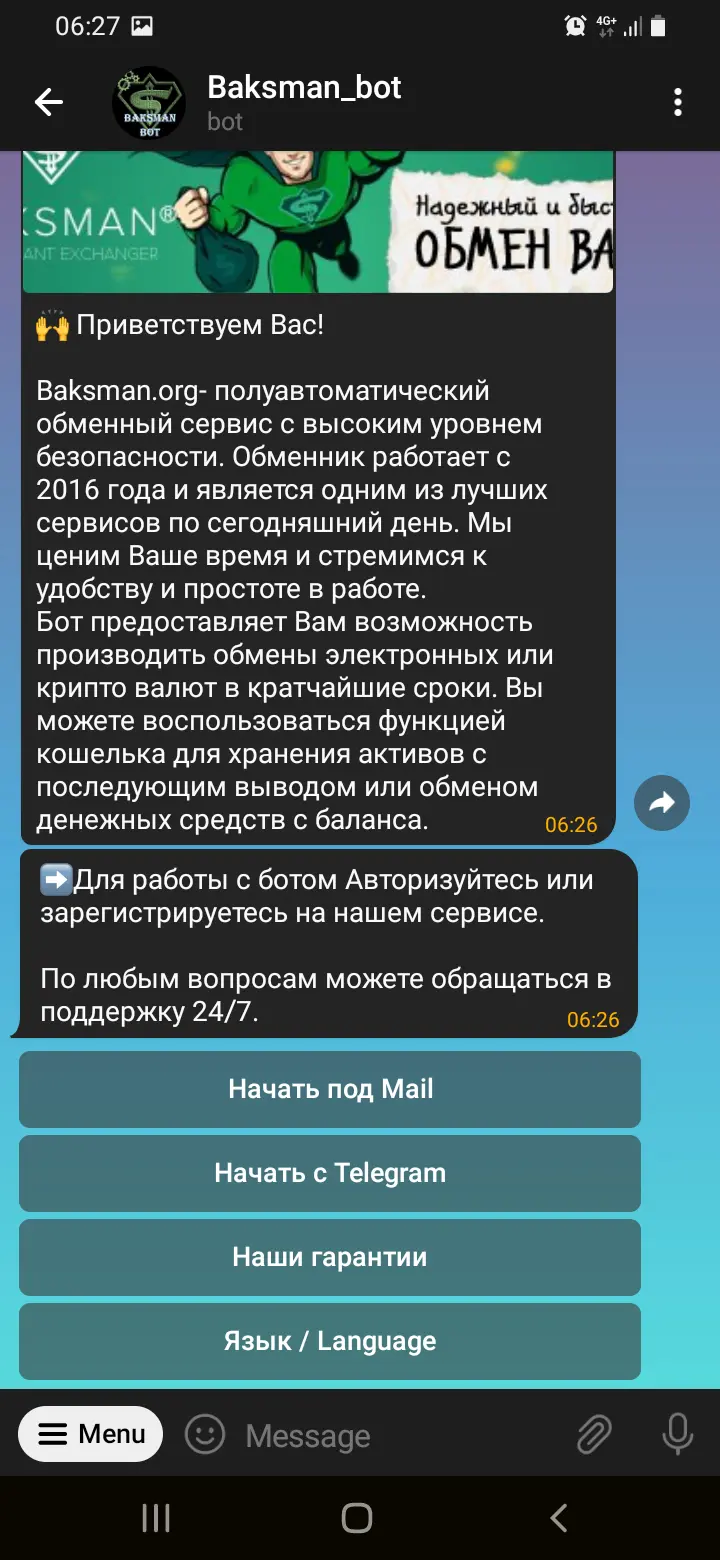 06:27
4G+
Baksman_bot
bot
BAKSMAN
BOT
KSMAN®
ANT EXCHANGER
Надежный и
ОБМЕН
🙌 Приветствуем Вас!
Baksman.org- полуавтоматический
обменный сервис с высоким уровнем
безопасности. Обменник работает с
2016 года и является одним из лучших
сервисов по сегодняшний день. Мы
ценим Ваше время и стремимся к
удобству и простоте в работе.
Бот предоставляет Вам возможность
производить обмены электронных или
крипто валют в кратчайшие сроки. Вы
можете воспользоваться функцией
кошелька для хранения активов с
последующим выводом или обменом
денежных средств с баланса.
06:26
➡️Для работы с ботом Авторизуйтесь или
зарегистрируетесь на нашем сервисе.
По любым вопросам можете обращаться в
поддержку 24/7.
06:26
Начать под Mail
Начать с Telegram
Наши гарантии
Язык / Language
Menu
Message